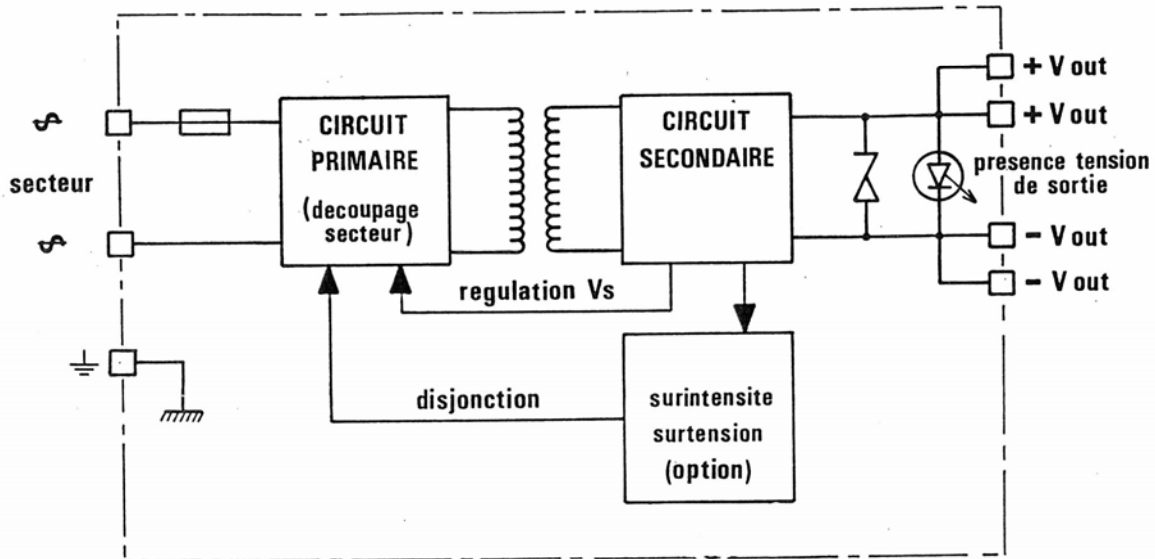 secteur
CIRCUIT
PRIMAIRE
(decoupage
secteur)
CIRCUIT
SECONDAIRE
+ V out
+ V out
presence tension
de sortie
- V out
- V out
regulation Vs
disjonction
surintensite
surtension
(option)